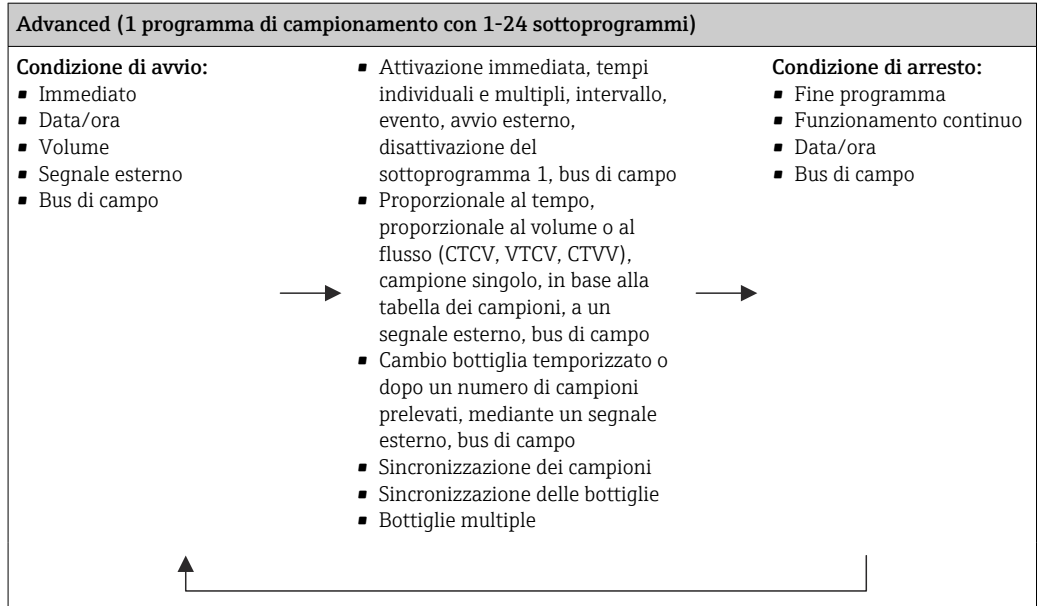 Advanced (1 programma di campionamento con 1-24 sottoprogrammi)
Condizione di avvio:
▪ Immediato
▪ Data/ora
▪ Volume
▪ Segnale esterno
▪ Bus di campo
▪ Attivazione immediata, tempi
individuali e multipli, intervallo,
evento, avvio esterno,
disattivazione del
sottoprogramma 1, bus di campo
▪ Proporzionale al tempo,
proporzionale al volume o al
flusso (CTCV, VTCV, CTVV),
campione singolo, in base alla
tabella dei campioni, a un
segnale esterno, bus di campo
▪ Cambio bottiglia temporizzato o
dopo un numero di campioni
prelevati, mediante un segnale
esterno, bus di campo
▪ Sincronizzazione dei campioni
▪ Sincronizzazione delle bottiglie
▪ Bottiglie multiple
Condizione di arresto:
▪ Fine programma
▪ Funzionamento continuo
▪ Data/ora
▪ Bus di campo